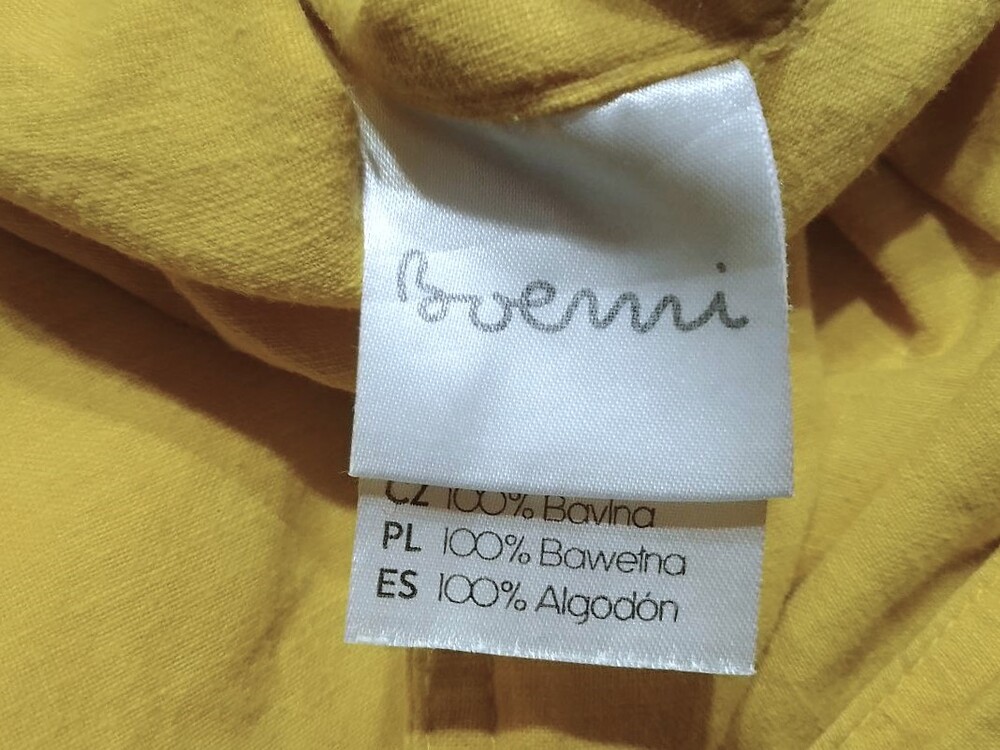 Boemi
CZ 100% Bavlna
PL 100% Bawełna
ES 100% Algodón